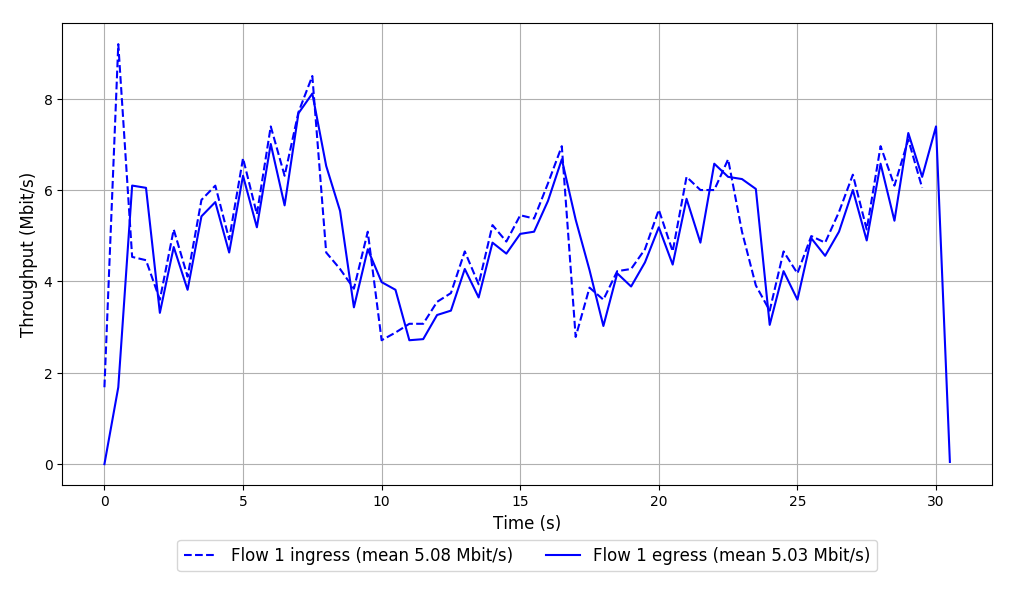 Throughput (Mbit/s)
8
6
4
2
0
0 5 10 15 20 25 30
Time (s)
Flow 1 ingress (mean 5.08 Mbit/s) Flow 1 egress (mean 5.03 Mbit/s)